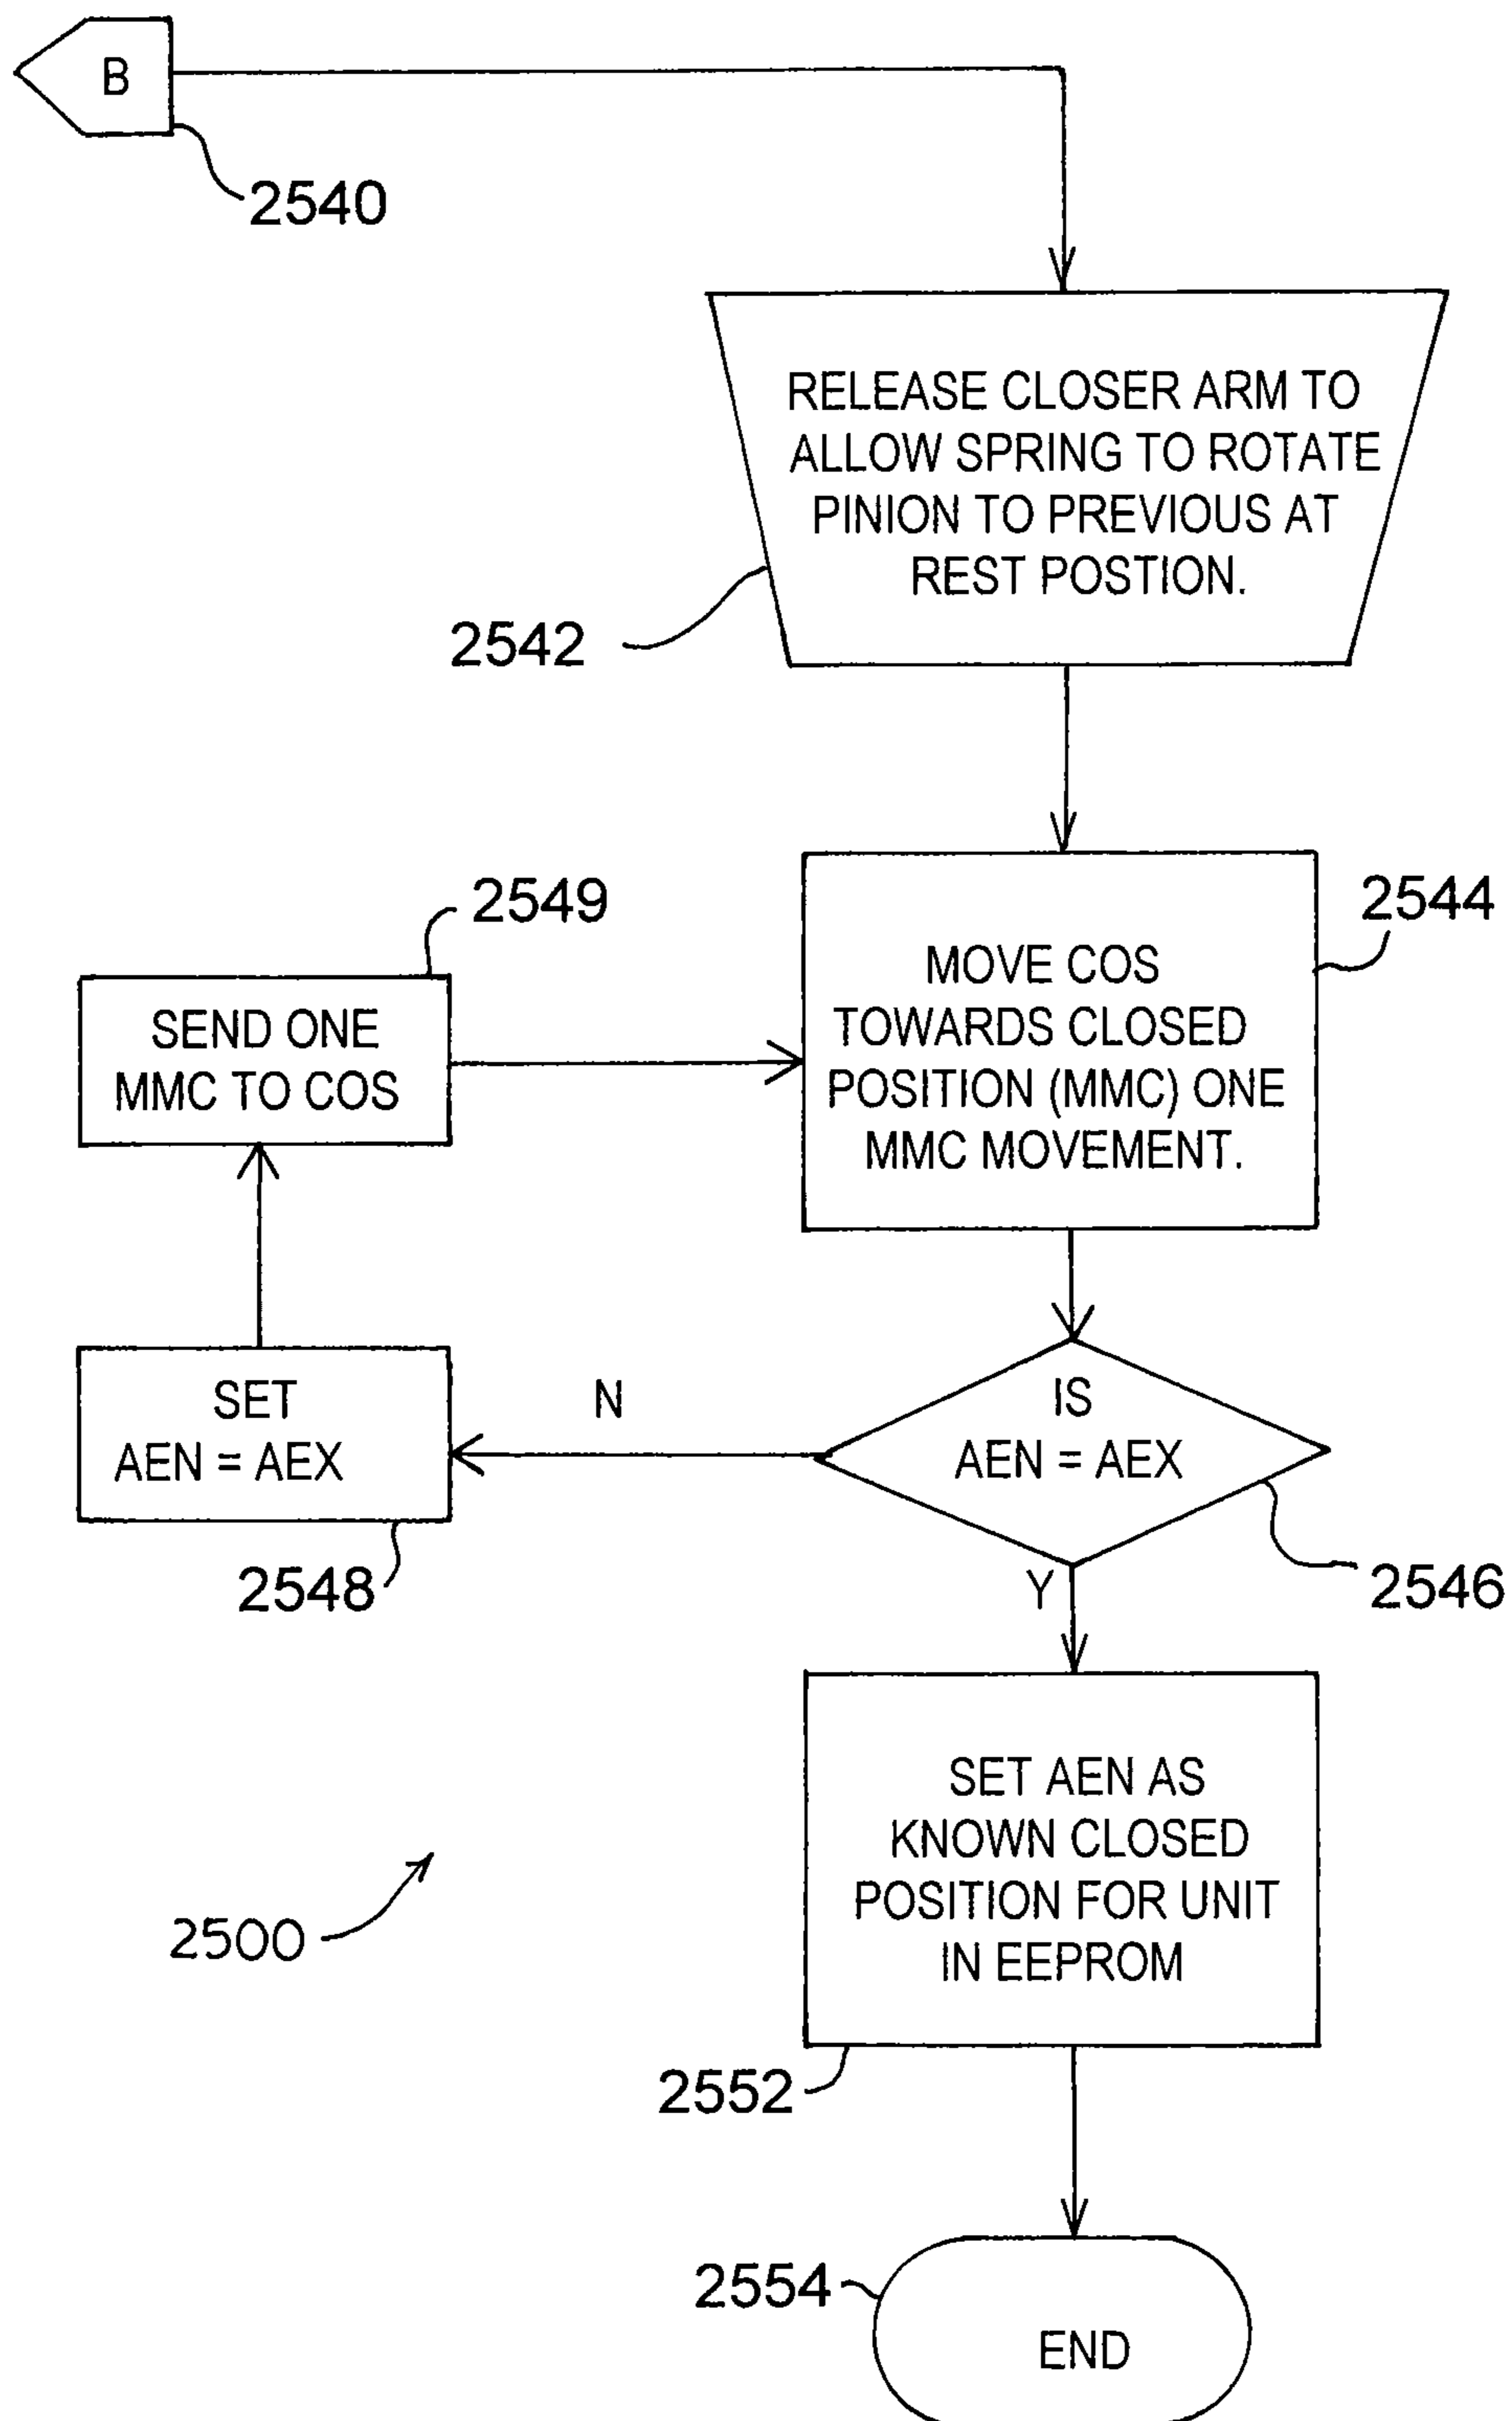 B
2540
RELEASE CLOSER ARM TO
ALLOW SPRING TO ROTATE
PINION TO PREVIOUS AT
REST POSTION.
2542
2544
MOVE COS
TOWARDS CLOSED
POSITION (MMC) ONE
MMC MOVEMENT.
2549
SEND ONE
MMC TO COS
IS
AEN = AEX
2546
N
SET
AEN = AEX
2548
Y
SET AEN AS
KNOWN CLOSED
POSITION FOR UNIT
IN EEPROM
2500
2552
2554
END